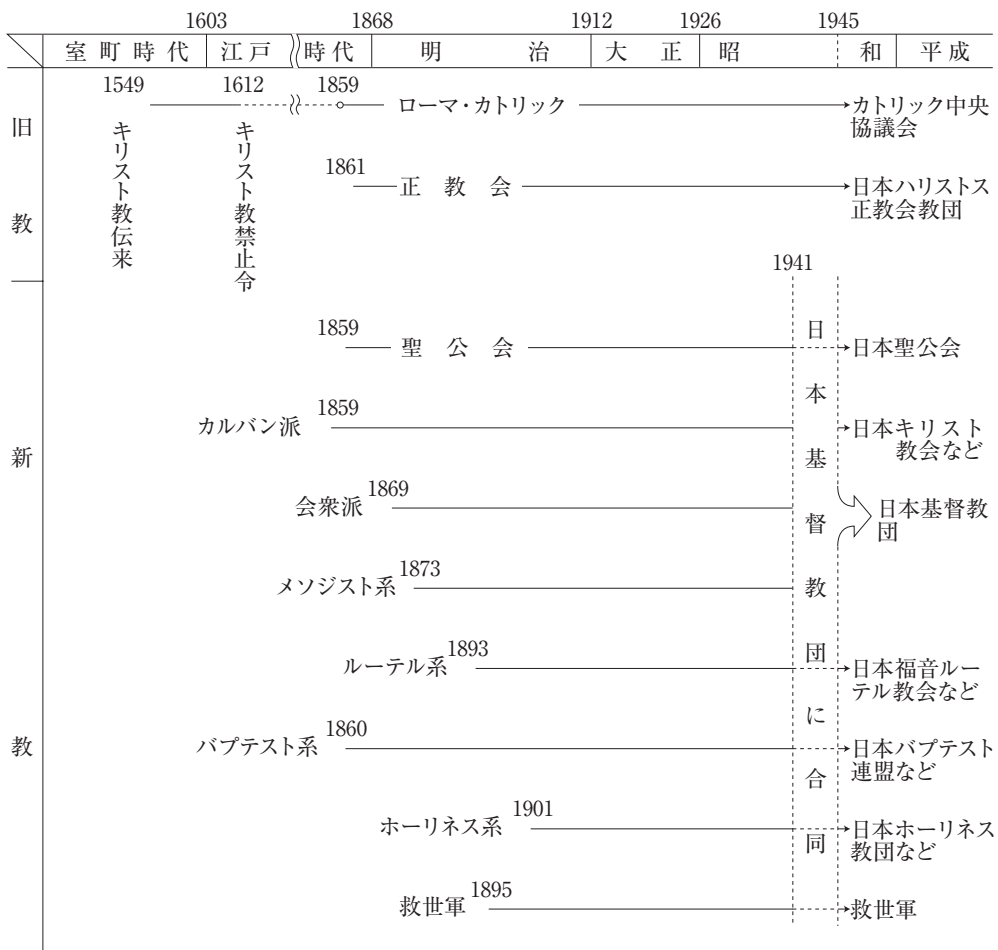 1603 1868 1912 1926 1945
室町時代 江戸 時代 明治 大正 昭和 平成
旧教
1549 1612 1859
ローマ・カトリック
カトリック中央
協議会
キリスト教伝来
キリスト教禁止令
1861
正教会
日本ハリストス
正教会教団
1941
日本基督教団に合同
新教
1859
聖公会
日本聖公会
カルバン派
1859
日本キリスト
教会など
会衆派
1869
日本基督教
団
メソジスト系
1873
ルーテル系
1893
日本福音ルー
テル教会など
バプテスト系
1860
日本バプテスト
連盟など
ホーリネス系
1901
日本ホーリネス
教団など
救世軍
1895
救世軍